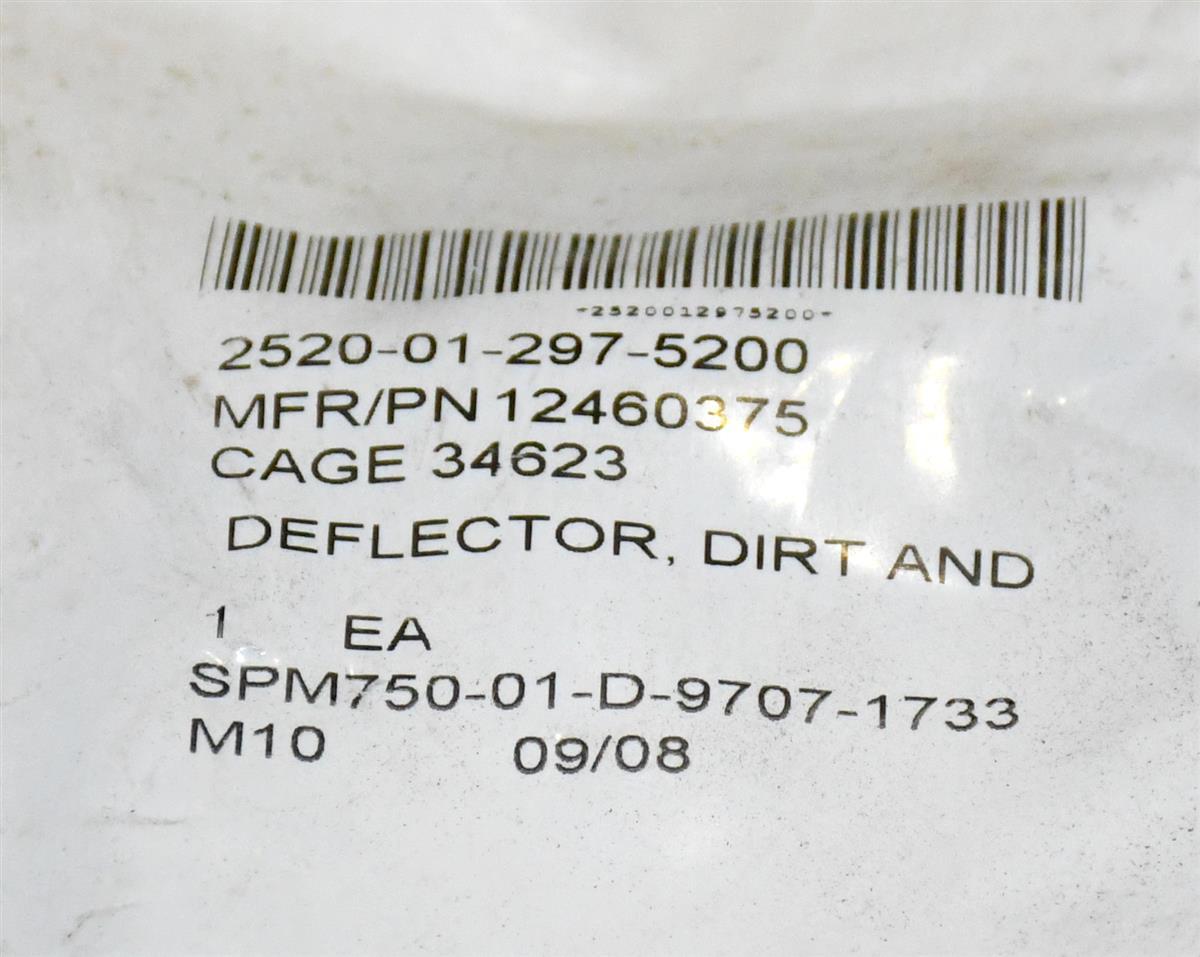 -2520012975200-
2520-01-297-5200
MFR/PN 12460375
CAGE 34623
DEFLECTOR, DIRT AND
1 EA
SPM750-01-D-9707-1733
M10 09/08